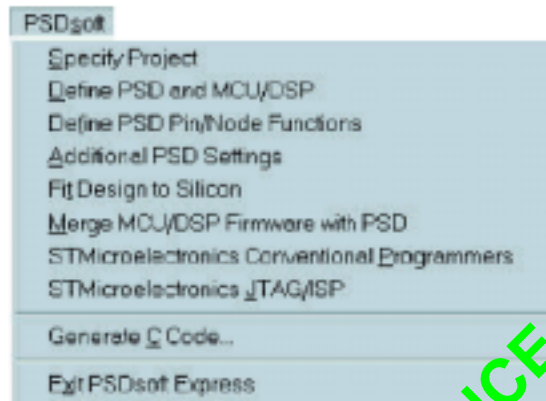 PSDsoft
Specify Project
Define PSD and MCU/DSP
Define PSD Pin/Node Functions
Additional PSD Settings
Fit Design to Silicon
Merge MCU/DSP Firmware with PSD
STMicroelectronics Conventional Programmers
STMicroelectronics JTAG/ISP
Generate C Code...
Exit PSDsoft Express